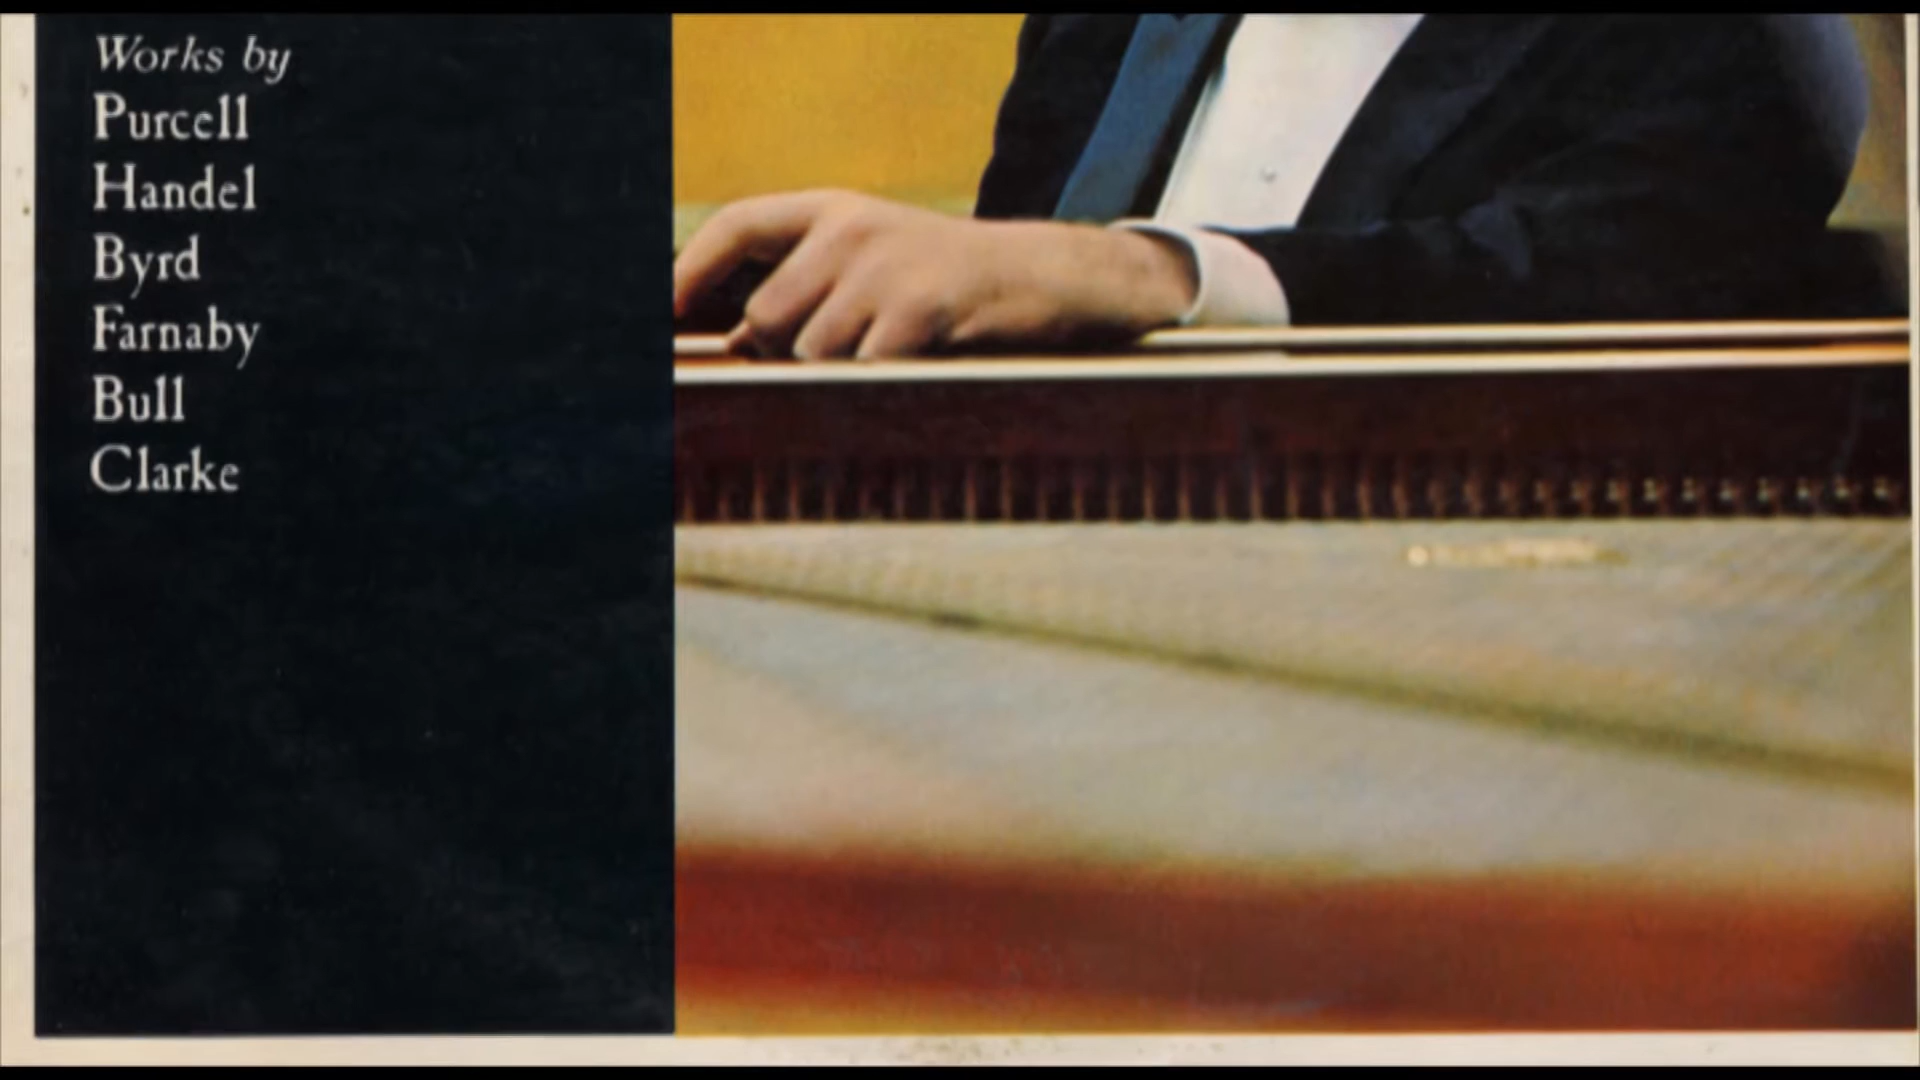 Works by
Purcell
Handel
Byrd
Farnaby
Bull
Clarke